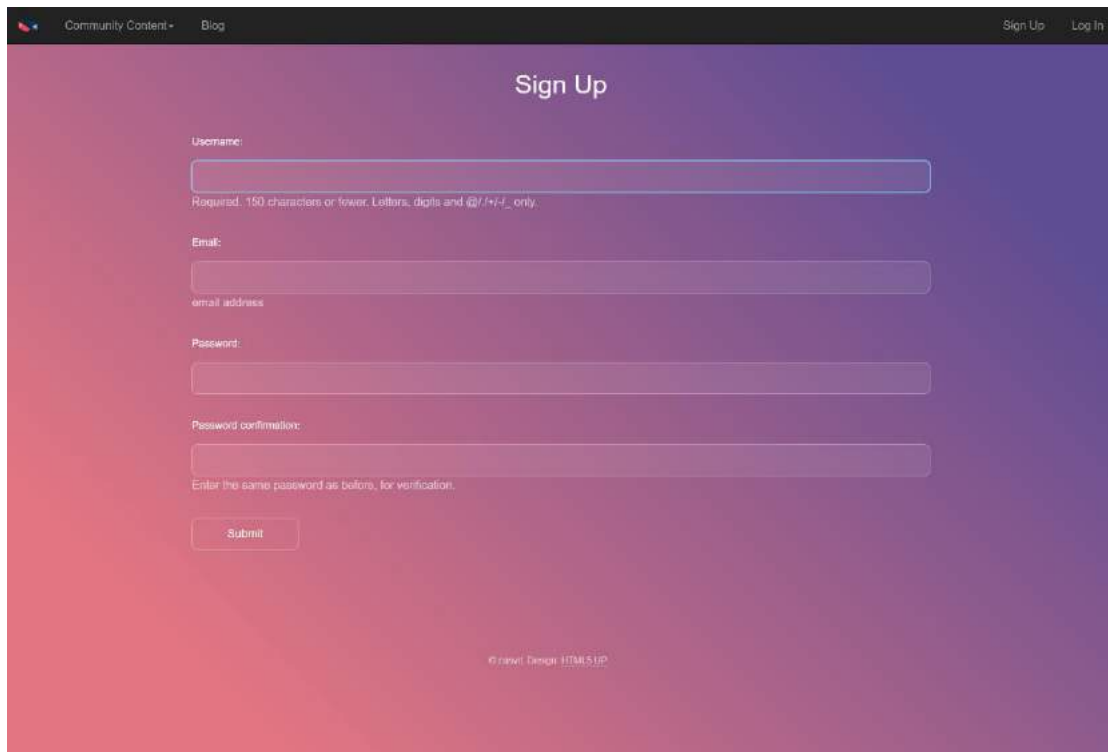 Community Content
Blog
Sign Up
Log In
Sign Up
Username:
Required. 150 characters or fewer. Letters, digits and @/./+/-/_ only.
Email:
email address
Password:
Password confirmation:
Enter the same password as before, for verification.
Submit
Design: HTML5 UP